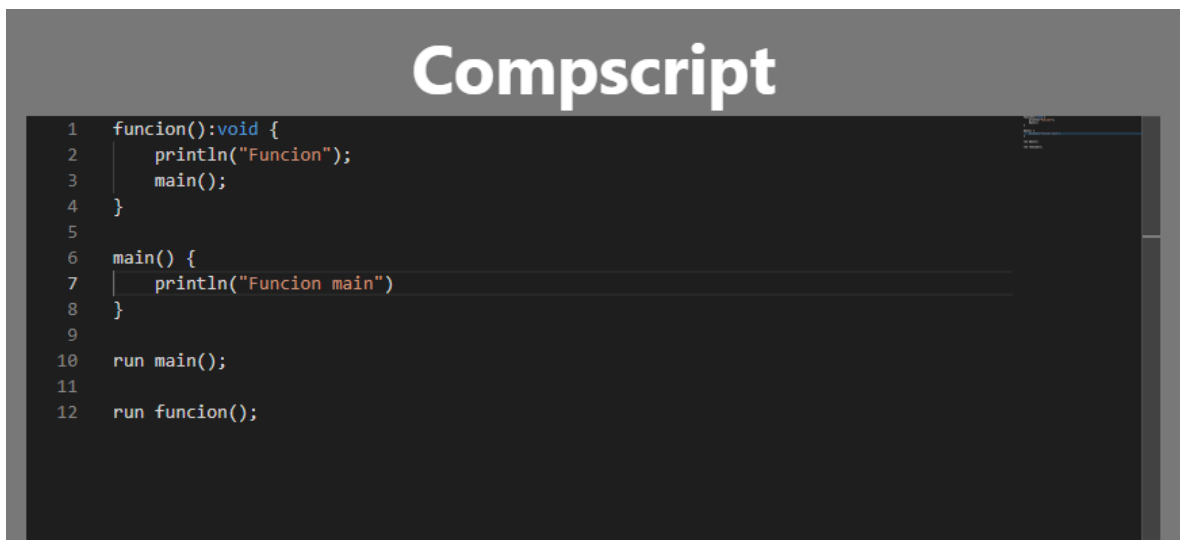 Compscript
1 funcion():void {
2 println("Funcion");
3 main();
4 }
5
6 main() {
7 println("Funcion main")
8 }
9
10 run main();
11
12 run funcion();